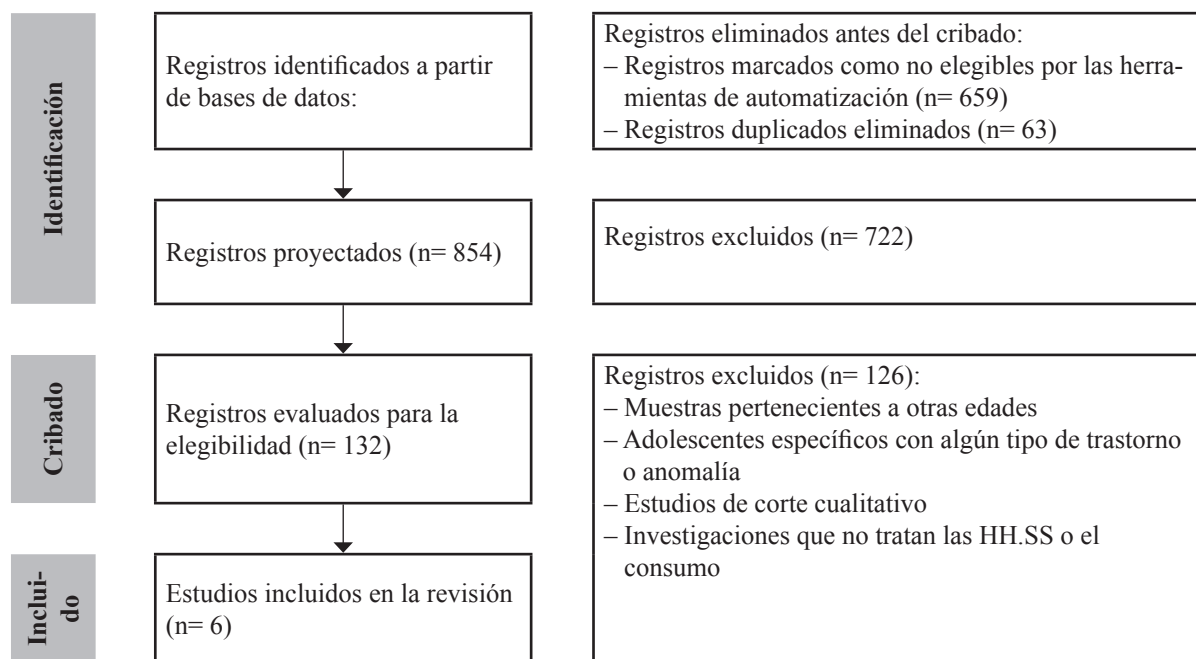 Identificación
Registros identificados a partir
de bases de datos:
Registros eliminados antes del cribado:
– Registros marcados como no elegibles por las herra-
mientas de automatización (n= 659)
– Registros duplicados eliminados (n= 63)
Registros proyectados (n= 854)
Registros excluidos (n= 722)
Cribado
Registros evaluados para la
elegibilidad (n= 132)
Registros excluidos (n= 126):
– Muestras pertenecientes a otras edades
– Adolescentes específicos con algún tipo de trastorno
o anomalía
– Estudios de corte cualitativo
– Investigaciones que no tratan las HH.SS o el
consumo
Inclui-
do
Estudios incluidos en la revisión
(n= 6)